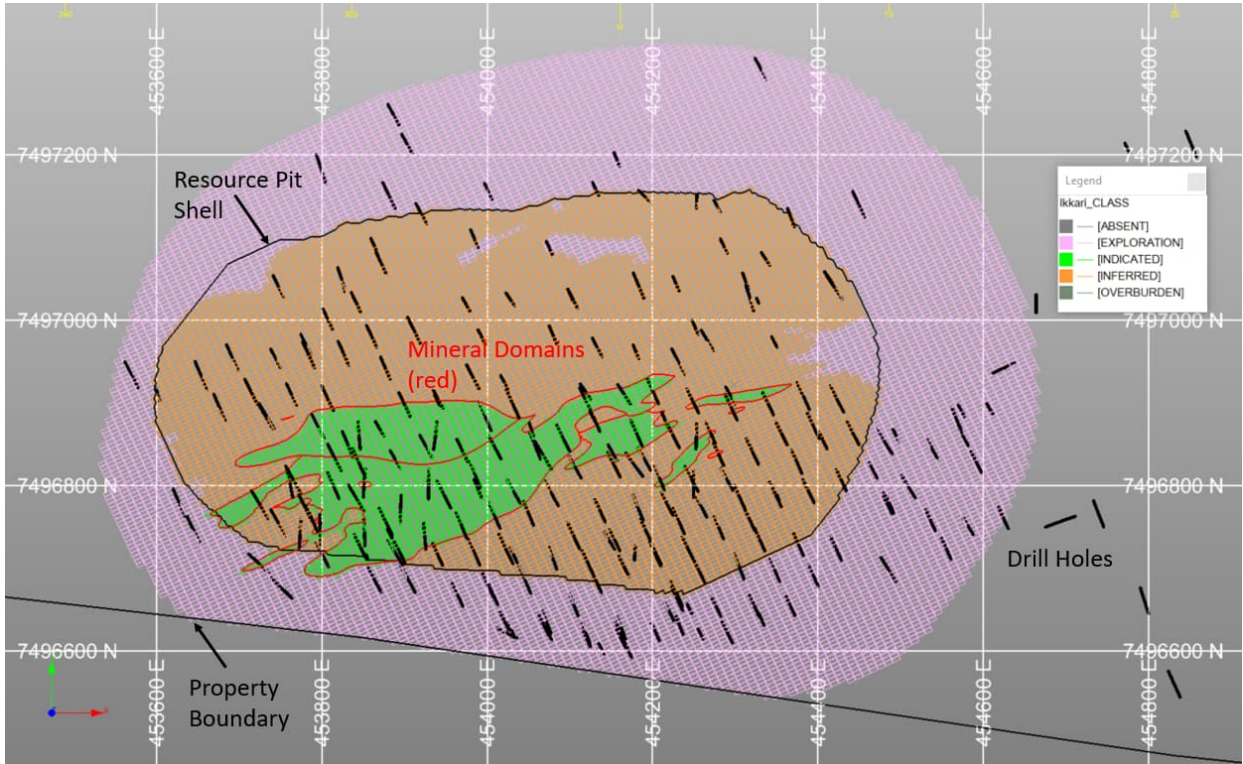 453600 E
453800 E
454000 E
454200 E
454400 E
454600 E
454800 E
7497200 N
7497200 N
Resource Pit
Shell
Legend
Ikkari_CLASS
[ABSENT]
[EXPLORATION]
[INDICATED]
[INFERRED]
[OVERBURDEN]
7497000 N
7497000 N
Mineral Domains
(red)
7496800 N
7496800 N
Drill Holes
7496600 N
7496600 N
Property
Boundary
453600 E
453800 E
454000 E
454200 E
454400 E
454600 E
454800 E